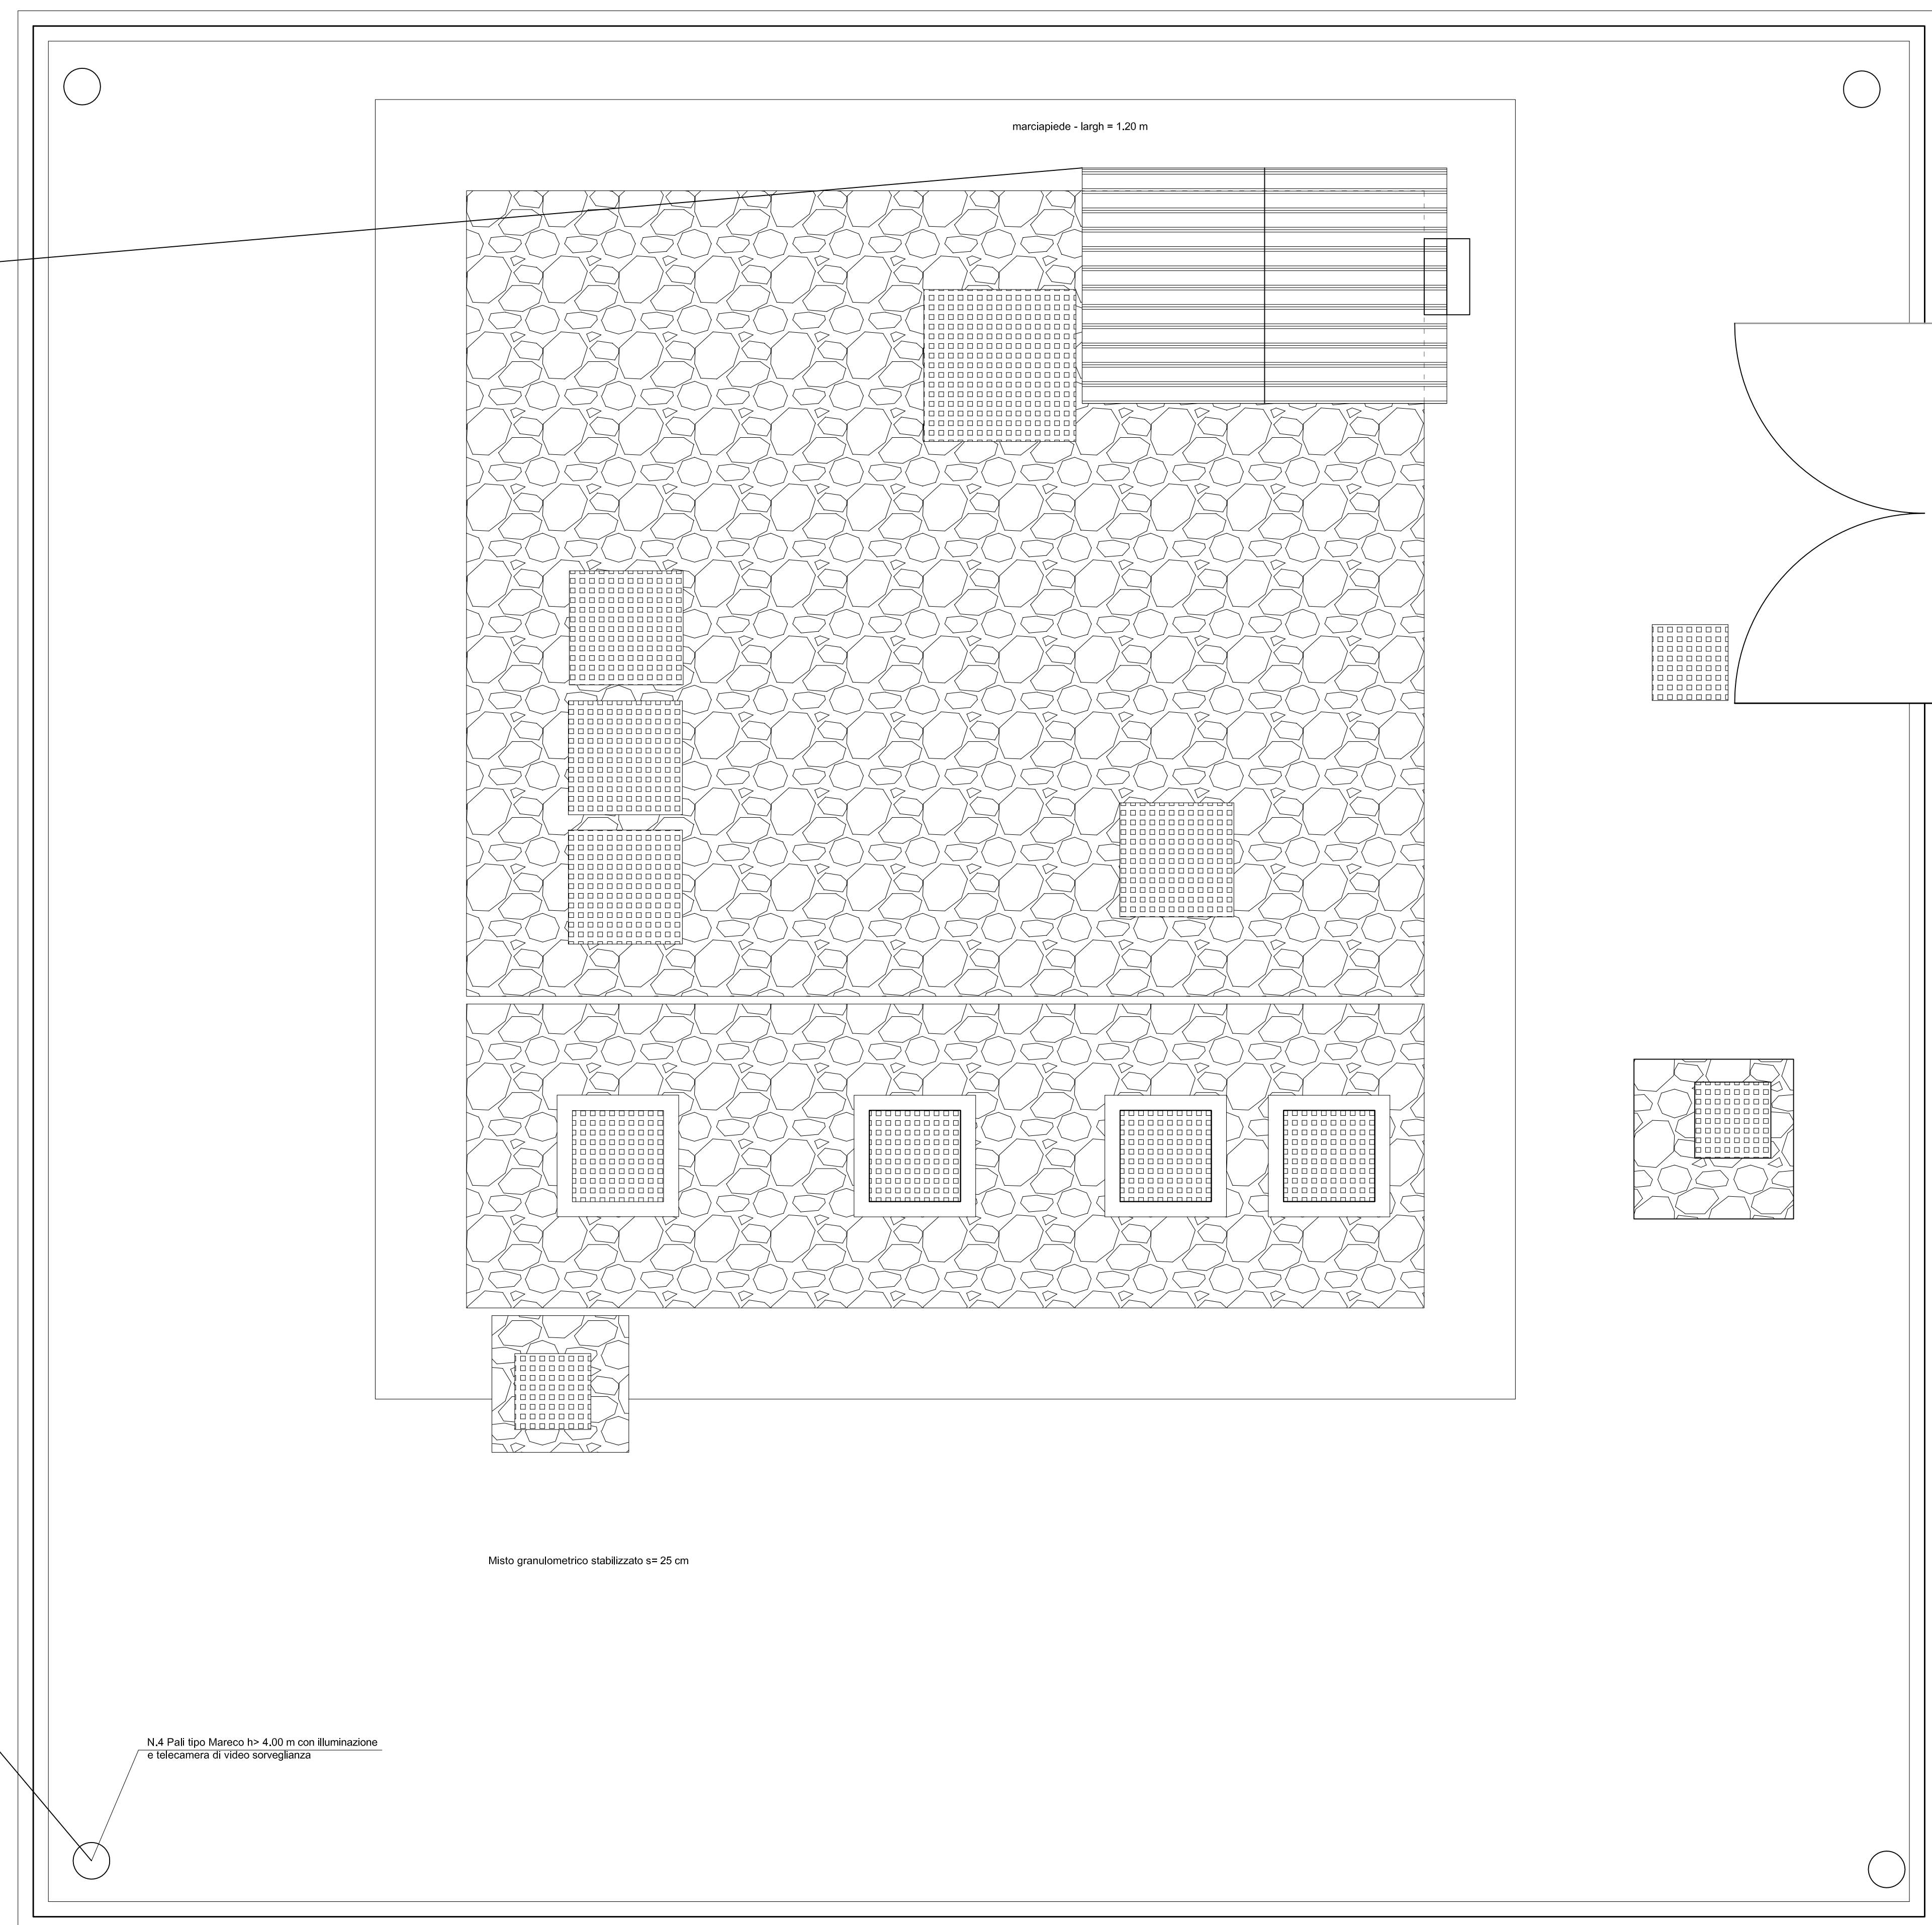 marciapiede - largh = 1.20 m
Misto granulometrico stabilizzato s= 25 cm
N.4 Pali tipo Mareco h> 4.00 m con illuminazione
e telecamera di video sorveglianza